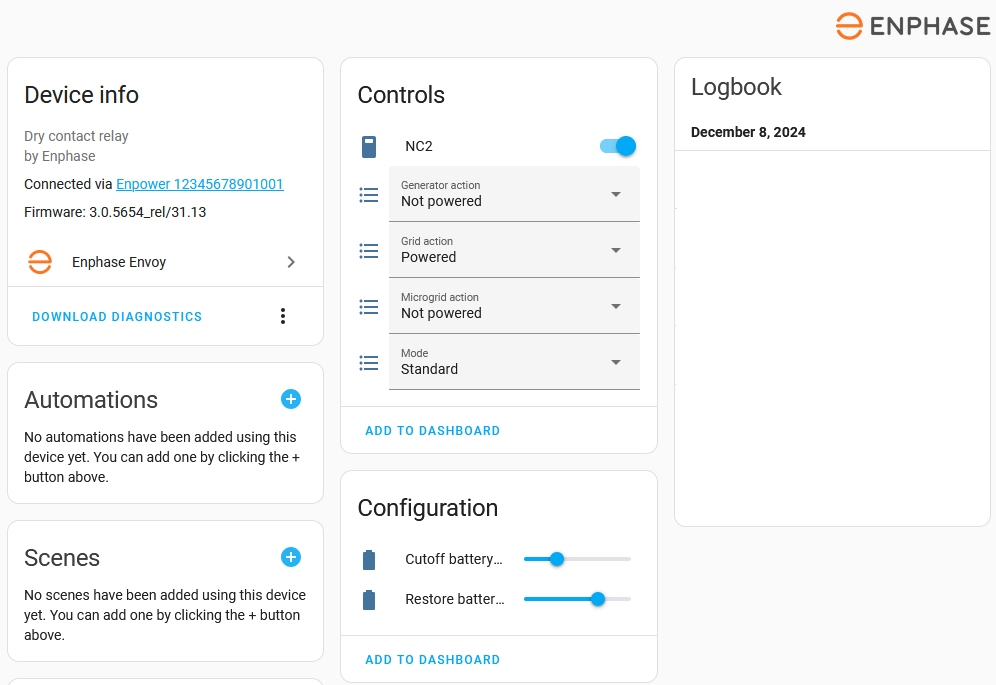 ENPHASE
Device info
Dry contact relay
by Enphase
Connected via Enpower 12345678901001
Firmware: 3.0.5654_rel/31.13
Enphase Envoy
DOWNLOAD DIAGNOSTICS
Automations
No automations have been added using this
device yet. You can add one by clicking the +
button above.
Scenes
No scenes have been added using this device
yet. You can add one by clicking the + button
above.
Controls
NC2
Generator action
Not powered
Grid action
Powered
Microgrid action
Not powered
Mode
Standard
ADD TO DASHBOARD
Configuration
Cutoff battery…
Restore batter…
ADD TO DASHBOARD
Logbook
December 8, 2024